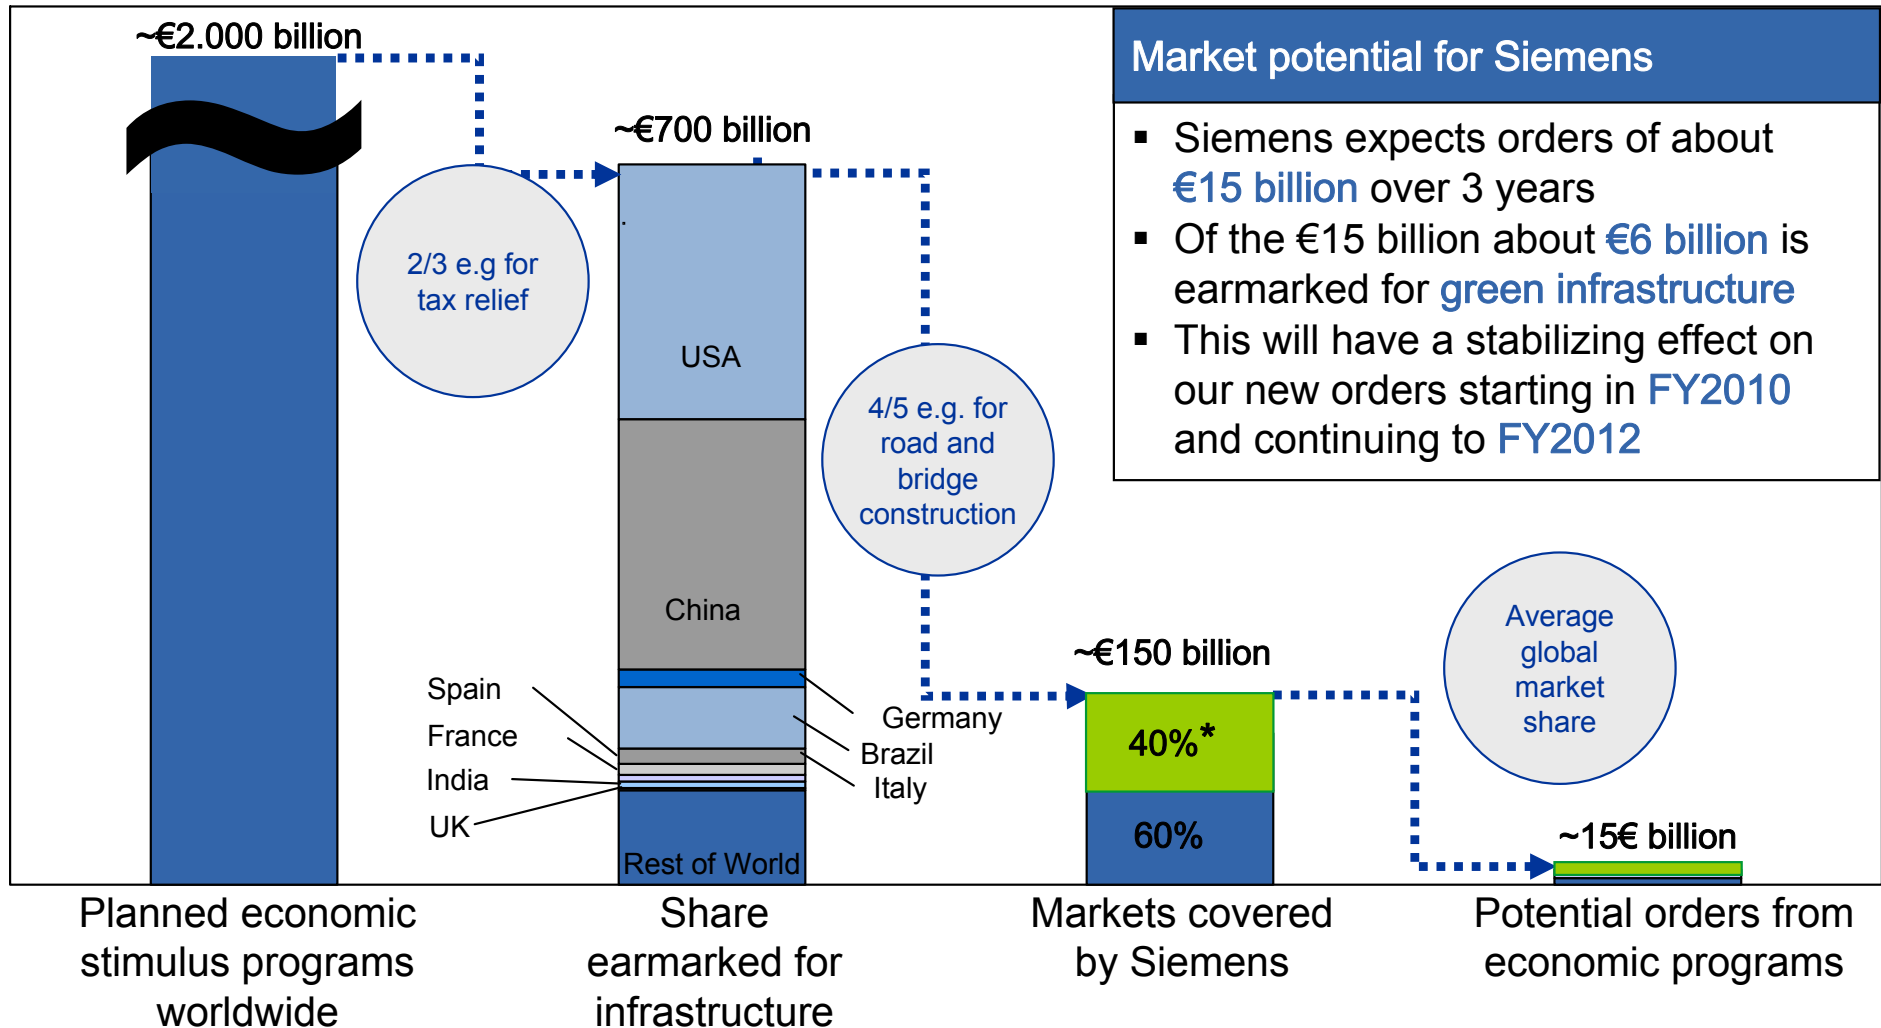 ~€2.000 billion
2/3 e.g for
tax relief
~€700 billion
USA
China
Spain
France
India
UK
Germany
Brazil
Italy
Rest of World
4/5 e.g. for
road and
bridge
construction
~€150 billion
40%*
60%
Average
global
market
share
~15€ billion
Market potential for Siemens
▪ Siemens expects orders of about
€15 billion over 3 years
▪ Of the €15 billion about €6 billion is
earmarked for green infrastructure
▪ This will have a stabilizing effect on
our new orders starting in FY2010
and continuing to FY2012
Planned economic
stimulus programs
worldwide
Share
earmarked for
infrastructure
Markets covered
by Siemens
Potential orders from
economic programs